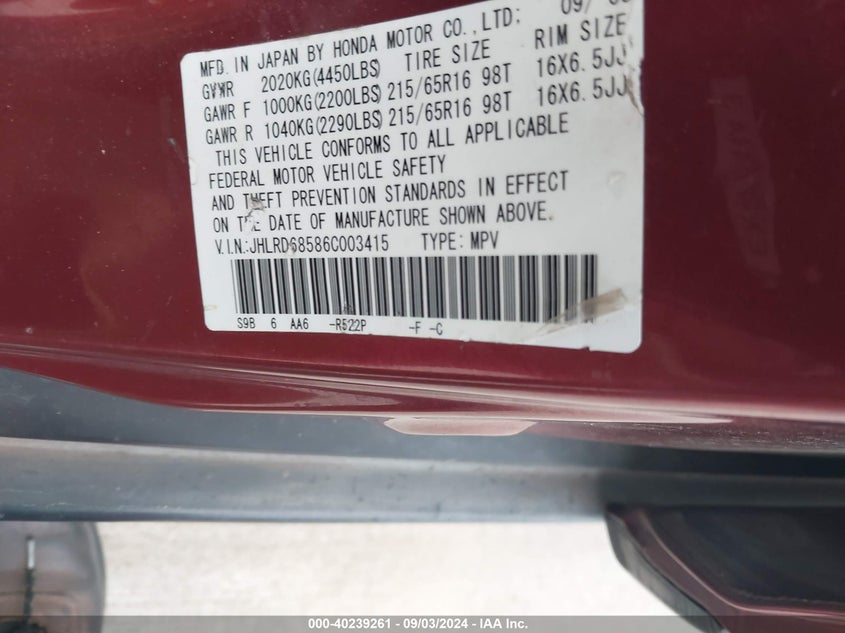 MFD. IN JAPAN BY HONDA MOTOR CO.,LTD; 09/
GVWR 2020KG(4450LBS) TIRE SIZE RIM SIZE
GAWR F 1000KG(2200LBS) 215/65R16 98T 16X6.5JJ
GAWR R 1040KG(2290LBS) 215/65R16 98T 16X6.5JJ
THIS VEHICLE CONFORMS TO ALL APPLICABLE
FEDERAL MOTOR VEHICLE SAFETY
AND THEFT PREVENTION STANDARDS IN EFFECT
ON THE DATE OF MANUFACTURE SHOWN ABOVE.
V.I.N:JHLRD68586C003415 TYPE: MPV
S9B 6 AA6 -R522P -F -C
000-40239261 - 09/03/2024 - IAA Inc.